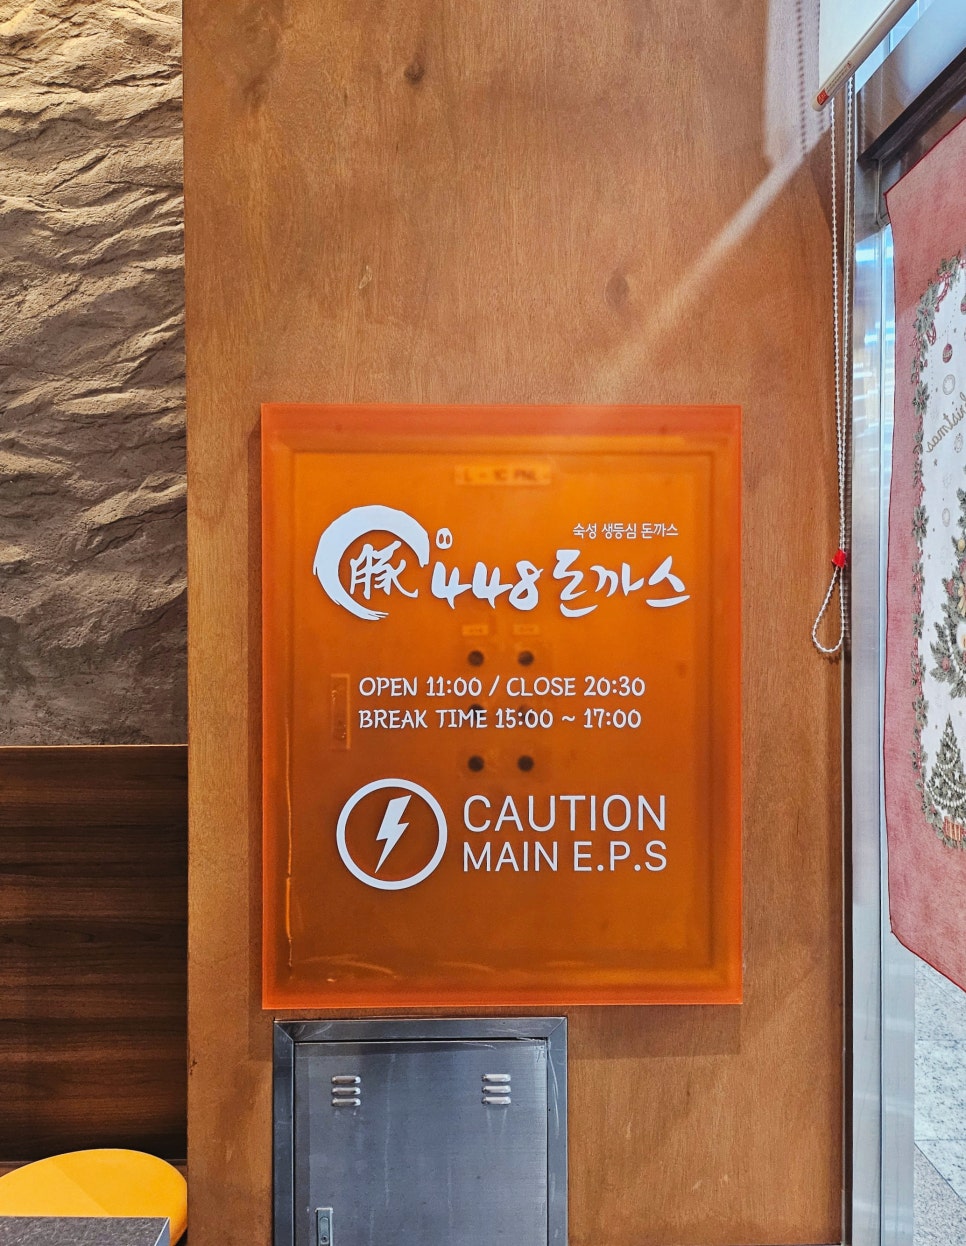 숙성 생등심 돈까스
豚 448 돈까스
OPEN 11:00 / CLOSE 20:30
BREAK TIME 15:00 ~ 17:00
CAUTION
MAIN E.P.S